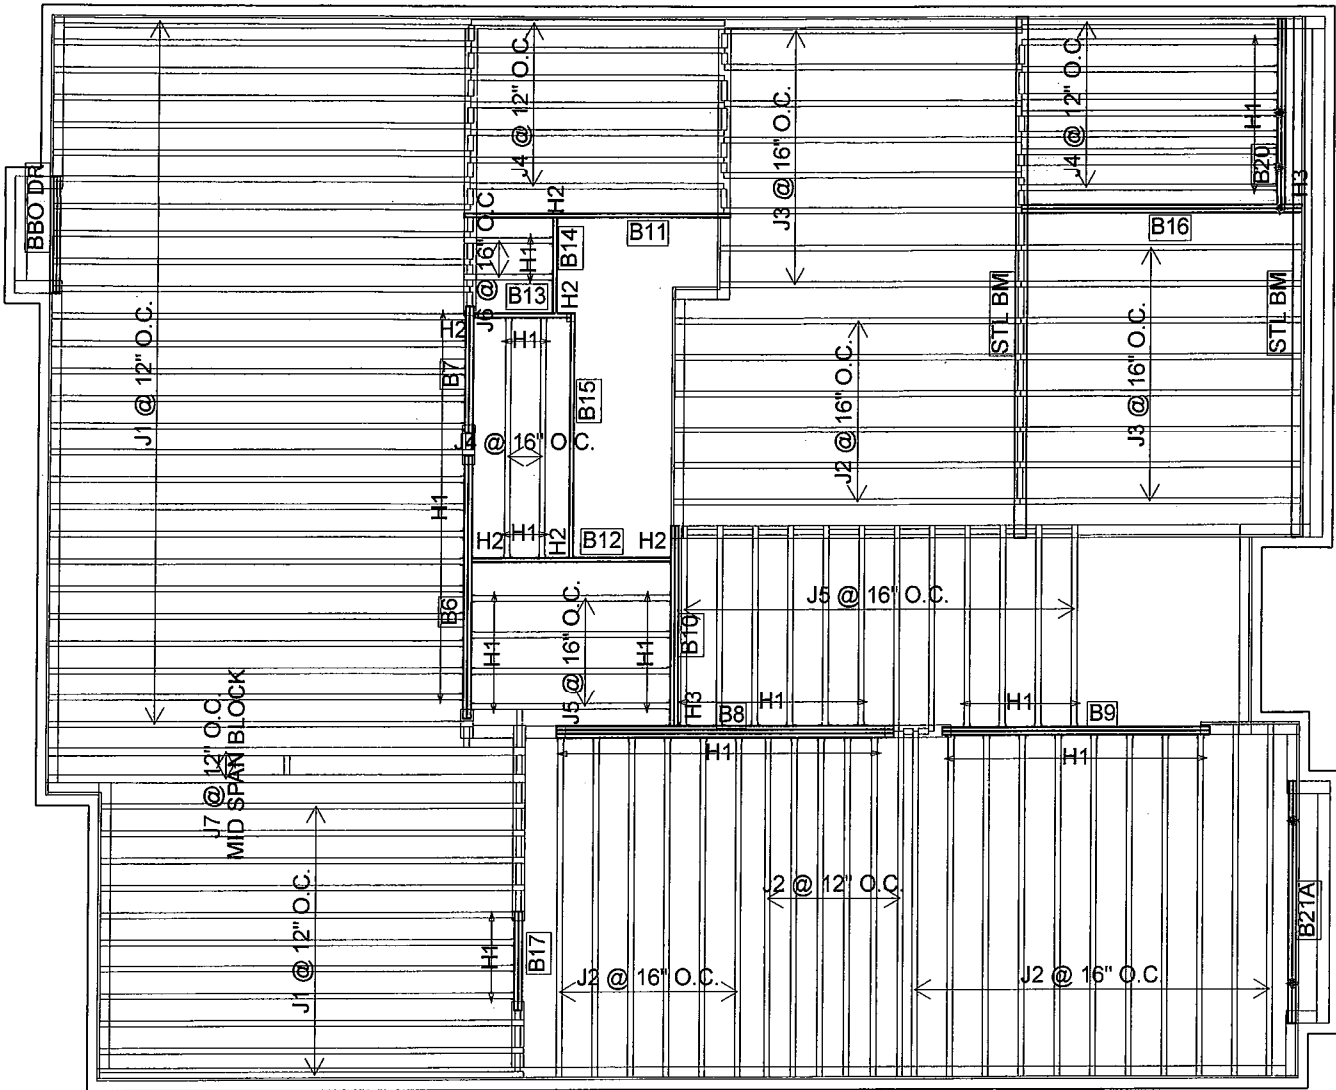 J1 @ 12" O.C.
J4 @ 12" O.C.
J3 @ 16" O.C.
J4 @ 12" O.C
H1
B20
H3
BBO DR
J6 @ 16" O.C
H1
H2
B14
B11
B13
H2
B16
STL BM
STL BM
H2
B7
H1
B15
J2 @ 16" O.C.
J3 @ 16" O.C.
J4 @ 16" O.C.
H1
H2
H1
H2
B12
H2
B6
H1
J5 @ 16" O.C.
H1
B10
J5 @ 16" O.C.
H3
H1
B8
H1
B9
H1
H1
J7 @ 12" O.C.
MID SPAN BLOCK
J1 @ 12" O.C.
H1
B17
J2 @ 12" O.C.
J2 @ 16" O.C.
J2 @ 16" O.C.
B21A